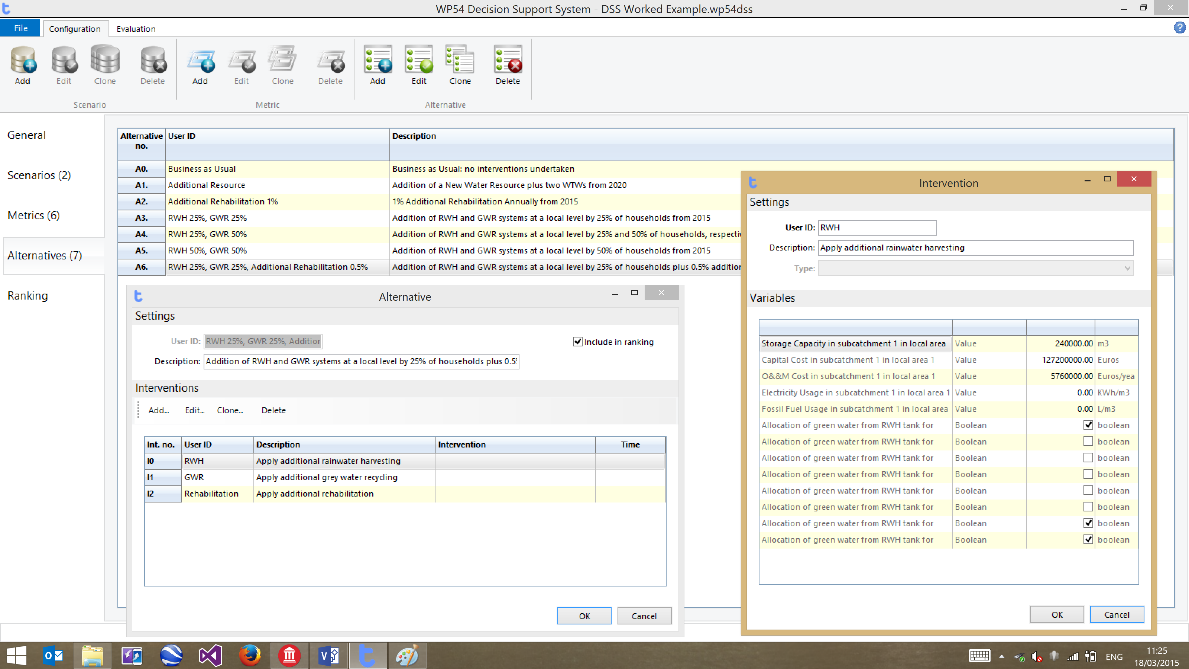 WP54 Decision Support System - DSS Worked Example.wp54dss
File Configuration Evaluation
Add Edit Clone Delete Add Edit Clone Delete Add Edit Clone Delete
Scenario Metric Alternative
General
Scenarios (2)
Metrics (6)
Alternatives (7)
Ranking
Alternative no. User ID Description
A0. Business as Usual Business as Usual: no interventions undertaken
A1. Additional Resource Addition of a New Water Resource plus two WTWs from 2020
A2. Additional Rehabilitation 1% 1% Additional Rehabilitation Annually from 2015
A3. RWH 25%, GWR 25% Addition of RWH and GWR systems at a local level by 25% of households from 2015
A4. RWH 25%, GWR 50% Addition of RWH and GWR systems at a local level by 25% and 50% of households, respecti
A5. RWH 50%, GWR 50% Addition of RWH and GWR systems at a local level by 50% of households from 2015
A6. RWH 25%, GWR 25%, Additional Rehabilitation 0.5% Addition of RWH and GWR systems at a local level by 25% of households plus 0.5% addition
Alternative
Settings
User ID: RWH 25%, GWR 25%, Addition
Include in ranking
Description: Addition of RWH and GWR systems at a local level by 25% of households plus 0.5%
Interventions
Add... Edit... Clone... Delete
Int. no. User ID Description Intervention Time
I0 RWH Apply additional rainwater harvesting
I1 GWR Apply additional grey water recycling
I2 Rehabilitation Apply additional rehabilitation
OK Cancel
Intervention
Settings
User ID: RWH
Description: Apply additional rainwater harvesting
Type:
Variables
Storage Capacity in subcatchment 1 in local area Value 240000.00 m3
Capital Cost in subcatchment 1 in local area 1 Value 127200000.00 Euros
O&&M Cost in subcatchment 1 in local area 1 Value 5760000.00 Euros/yea
Electricity Usage in subcatchment 1 in local area 1 Value 0.00 KWh/m3
Fossil Fuel Usage in subcatchment 1 in local area Value 0.00 L/m3
Allocation of green water from RWH tank for Boolean boolean
Allocation of green water from RWH tank for Boolean boolean
Allocation of green water from RWH tank for Boolean boolean
Allocation of green water from RWH tank for Boolean boolean
Allocation of green water from RWH tank for Boolean boolean
Allocation of green water from RWH tank for Boolean boolean
Allocation of green water from RWH tank for Boolean boolean
Allocation of green water from RWH tank for Boolean boolean
OK Cancel
ENG
11:25
18/03/2015